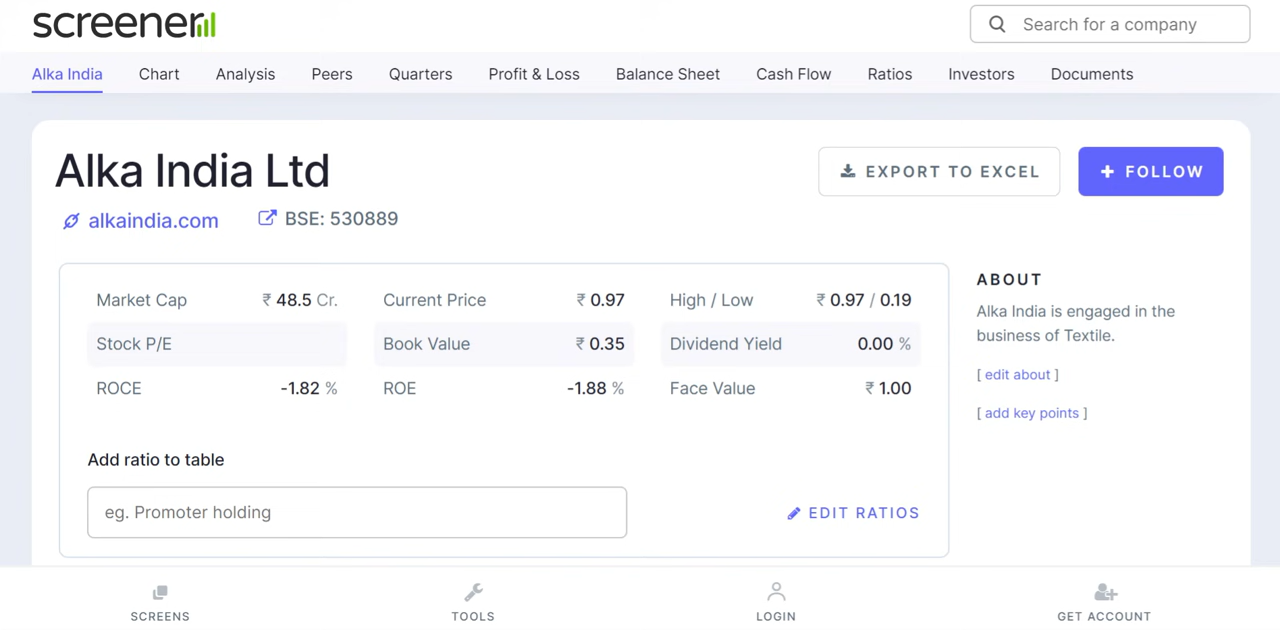 screener
Search for a company
Alka India Chart Analysis Peers Quarters Profit & Loss Balance Sheet Cash Flow Ratios Investors Documents
Alka India Ltd
EXPORT TO EXCEL
+ FOLLOW
alkaindia.com BSE: 530889
Market Cap ₹ 48.5 Cr. Current Price ₹ 0.97 High / Low ₹ 0.97 / 0.19
Stock P/E Book Value ₹ 0.35 Dividend Yield 0.00 %
ROCE -1.82 % ROE -1.88 % Face Value ₹ 1.00
Add ratio to table
eg. Promoter holding
EDIT RATIOS
ABOUT
Alka India is engaged in the
business of Textile.
[ edit about ]
[ add key points ]
SCREENS TOOLS LOGIN GET ACCOUNT